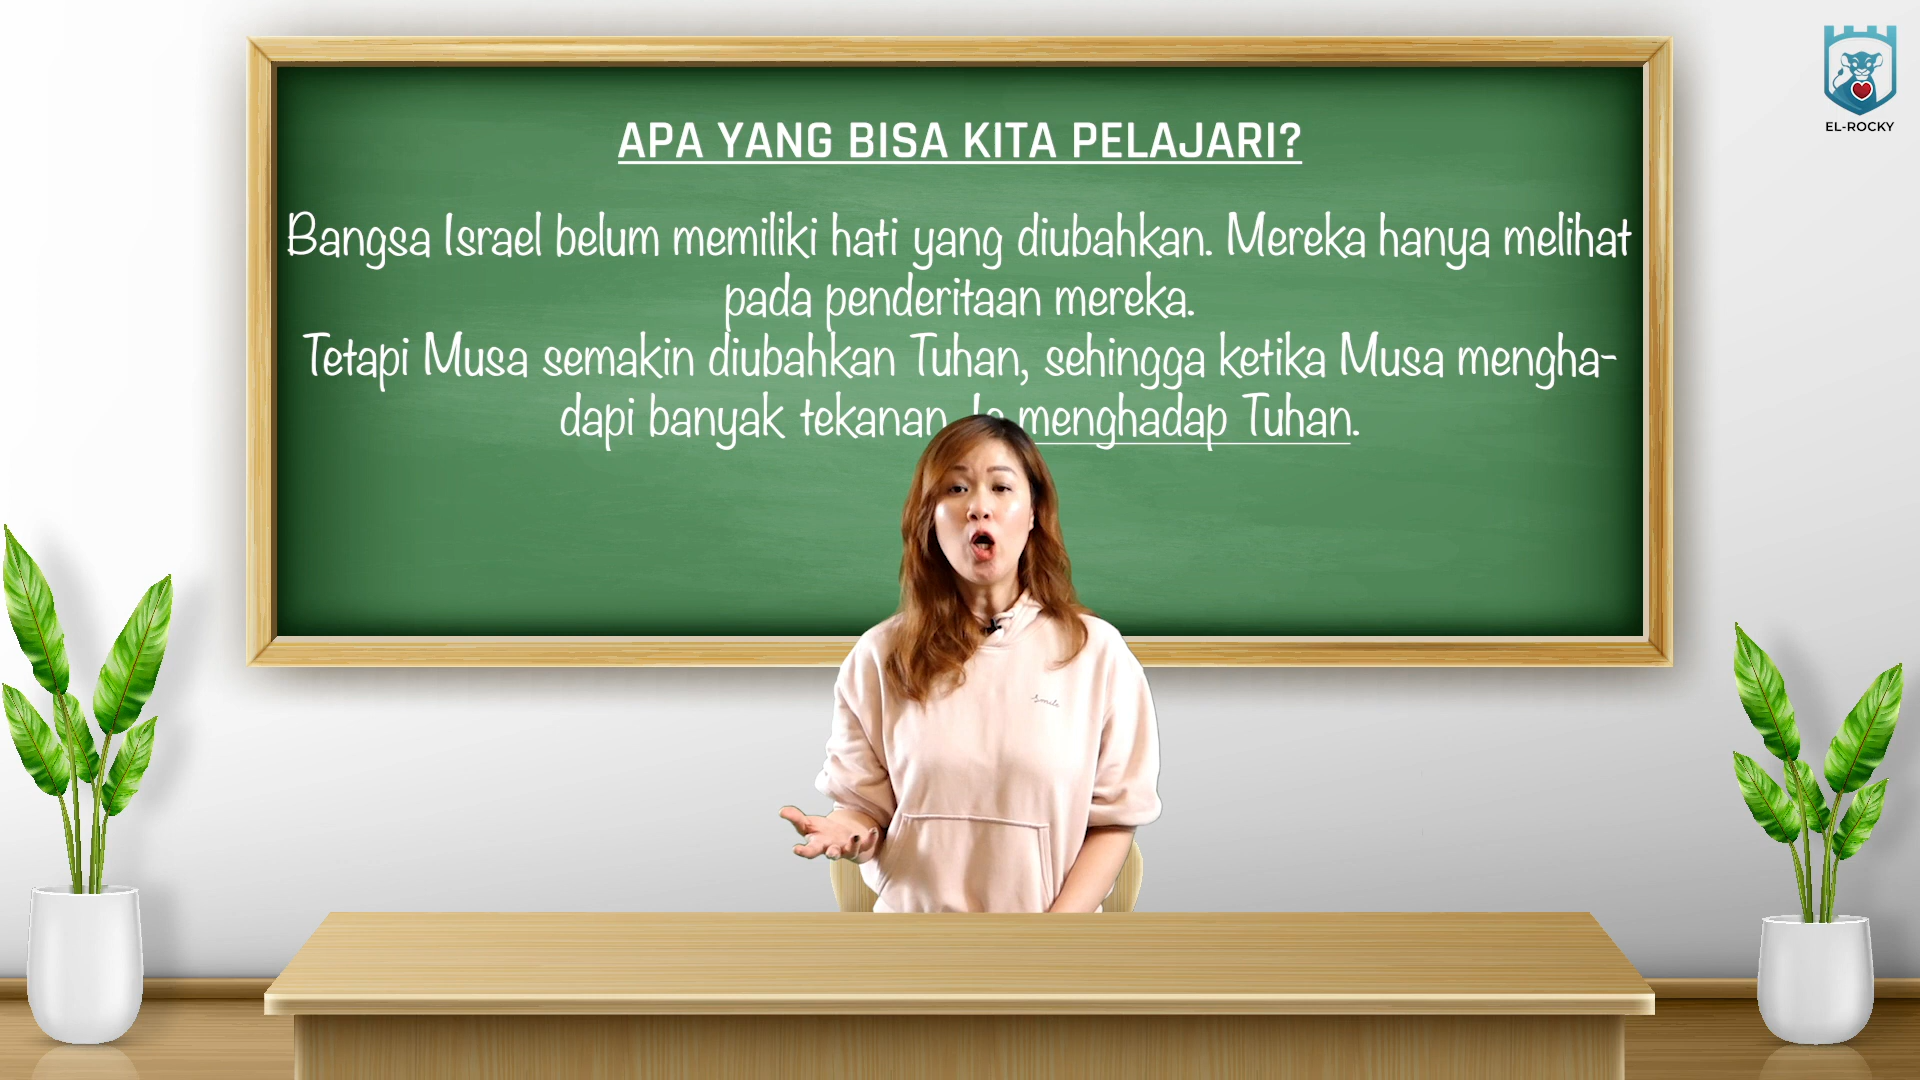 APA YANG BISA KITA PELAJARI?
Bangsa Israel belum memiliki hati yang diubahkan. Mereka hanya melihat
pada penderitaan mereka.
Tetapi Musa semakin diubahkan Tuhan, sehingga ketika Musa mengha-
dapi banyak tekanan menghadap Tuhan.
EL-ROCKY
Smile